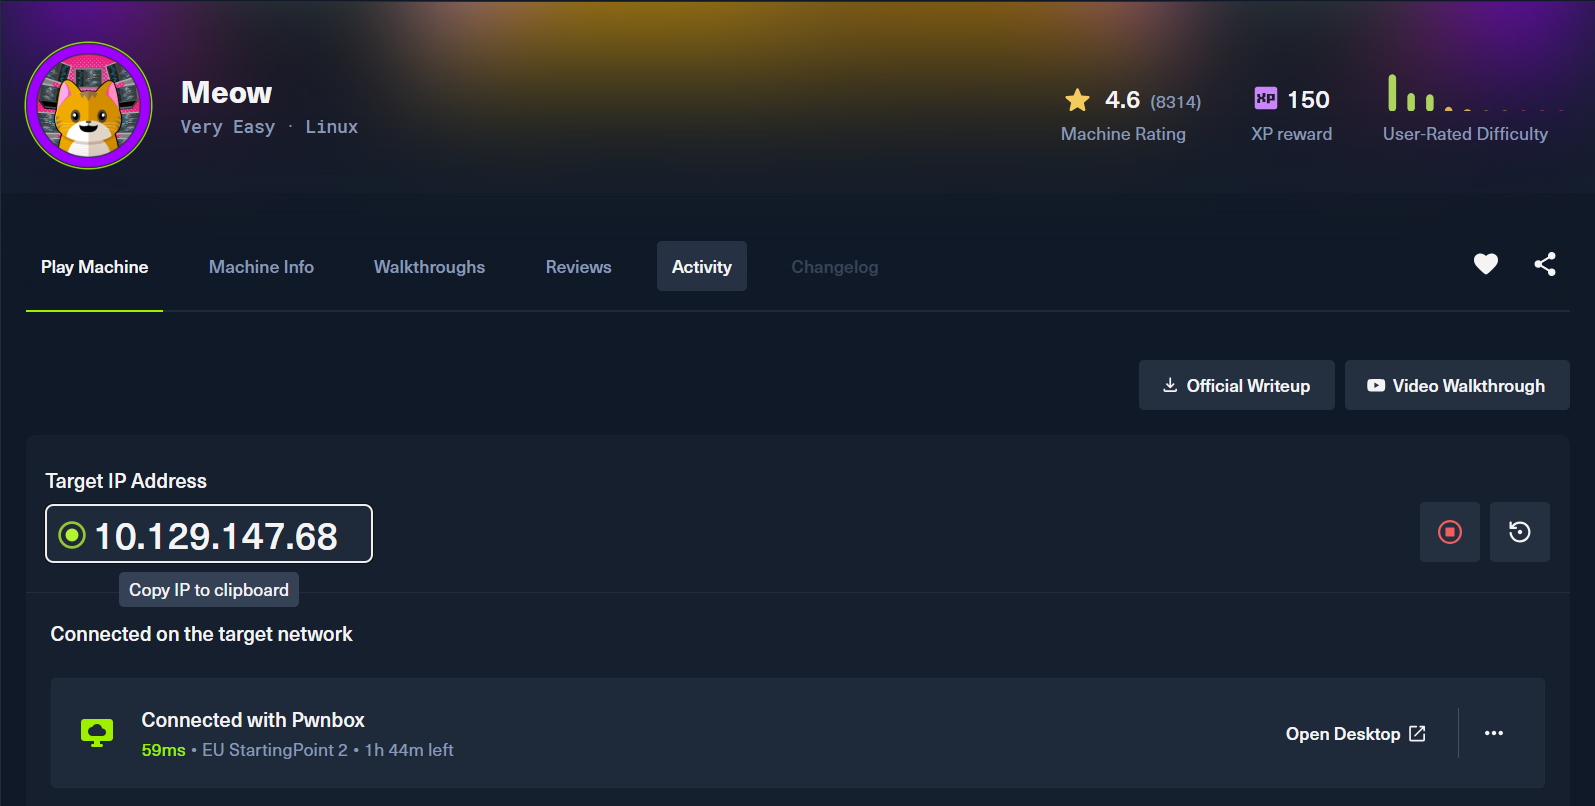 Meow
Very Easy · Linux
4.6 (8314)
Machine Rating
XP 150
XP reward
User-Rated Difficulty
Play Machine
Machine Info
Walkthroughs
Reviews
Activity
Changelog
Official Writeup
Video Walkthrough
Target IP Address
10.129.147.68
Copy IP to clipboard
Connected on the target network
Connected with Pwnbox
59ms • EU StartingPoint 2 • 1h 44m left
Open Desktop